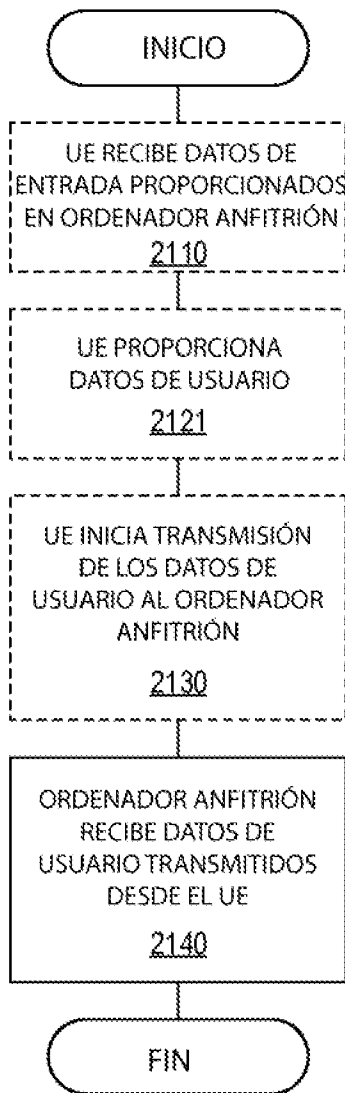 INICIO
UE RECIBE DATOS DE
ENTRADA PROPORCIONADOS
EN ORDENADOR ANFITRIÓN
2110
UE PROPORCIONA
DATOS DE USUARIO
2121
UE INICIA TRANSMISIÓN
DE LOS DATOS DE
USUARIO AL ORDENADOR
ANFITRIÓN
2130
ORDENADOR ANFITRIÓN
RECIBE DATOS DE
USUARIO TRANSMITIDOS
DESDE EL UE
2140
FIN